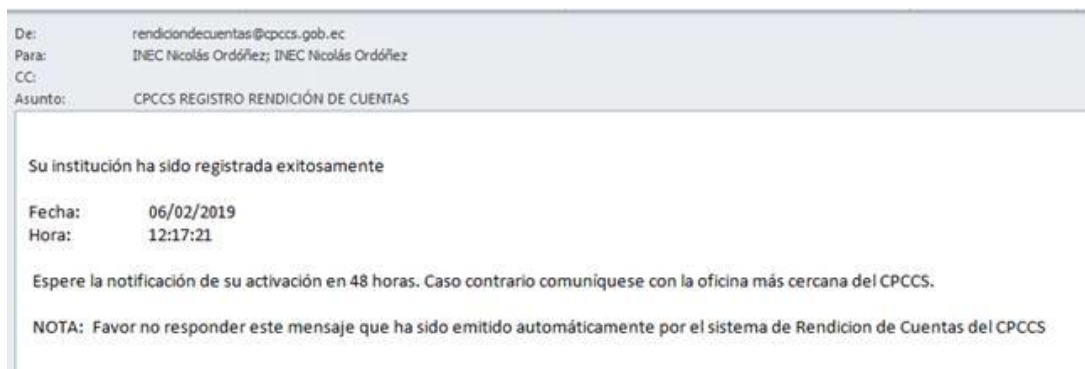 De: rendiciondecuentas@cpccs.gob.ec
Para: INEC Nicolás Ordóñez; INEC Nicolás Ordóñez
CC:
Asunto: CPCCS REGISTRO RENDICIÓN DE CUENTAS
Su institución ha sido registrada exitosamente
Fecha: 06/02/2019
Hora: 12:17:21
Espere la notificación de su activación en 48 horas. Caso contrario comuníquese con la oficina más cercana del CPCCS.
NOTA: Favor no responder este mensaje que ha sido emitido automáticamente por el sistema de Rendicion de Cuentas del CPCCS